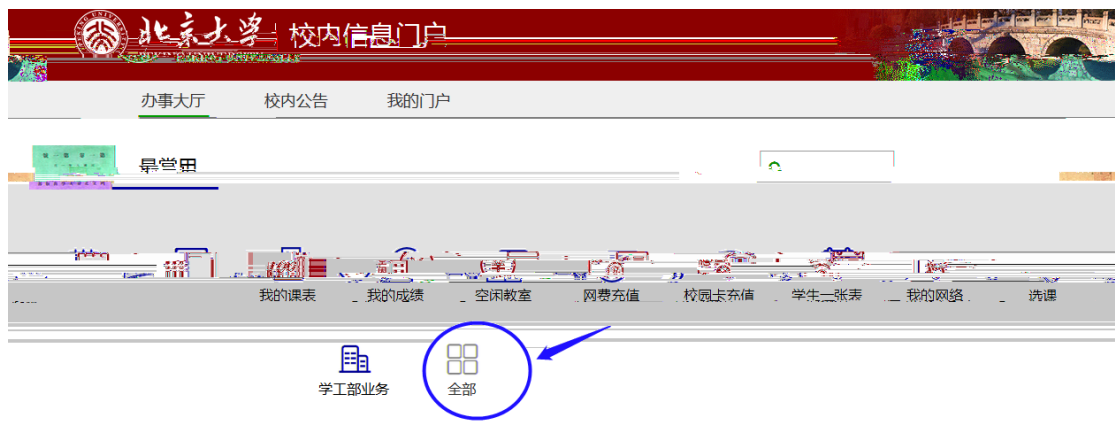 北京大学 校内信息门户
办事大厅 校内公告 我的门户
最常用
我的课表 我的成绩 空闲教室 网费充值 校园卡充值 学生一张表 我的网络 选课
学工部业务 全部